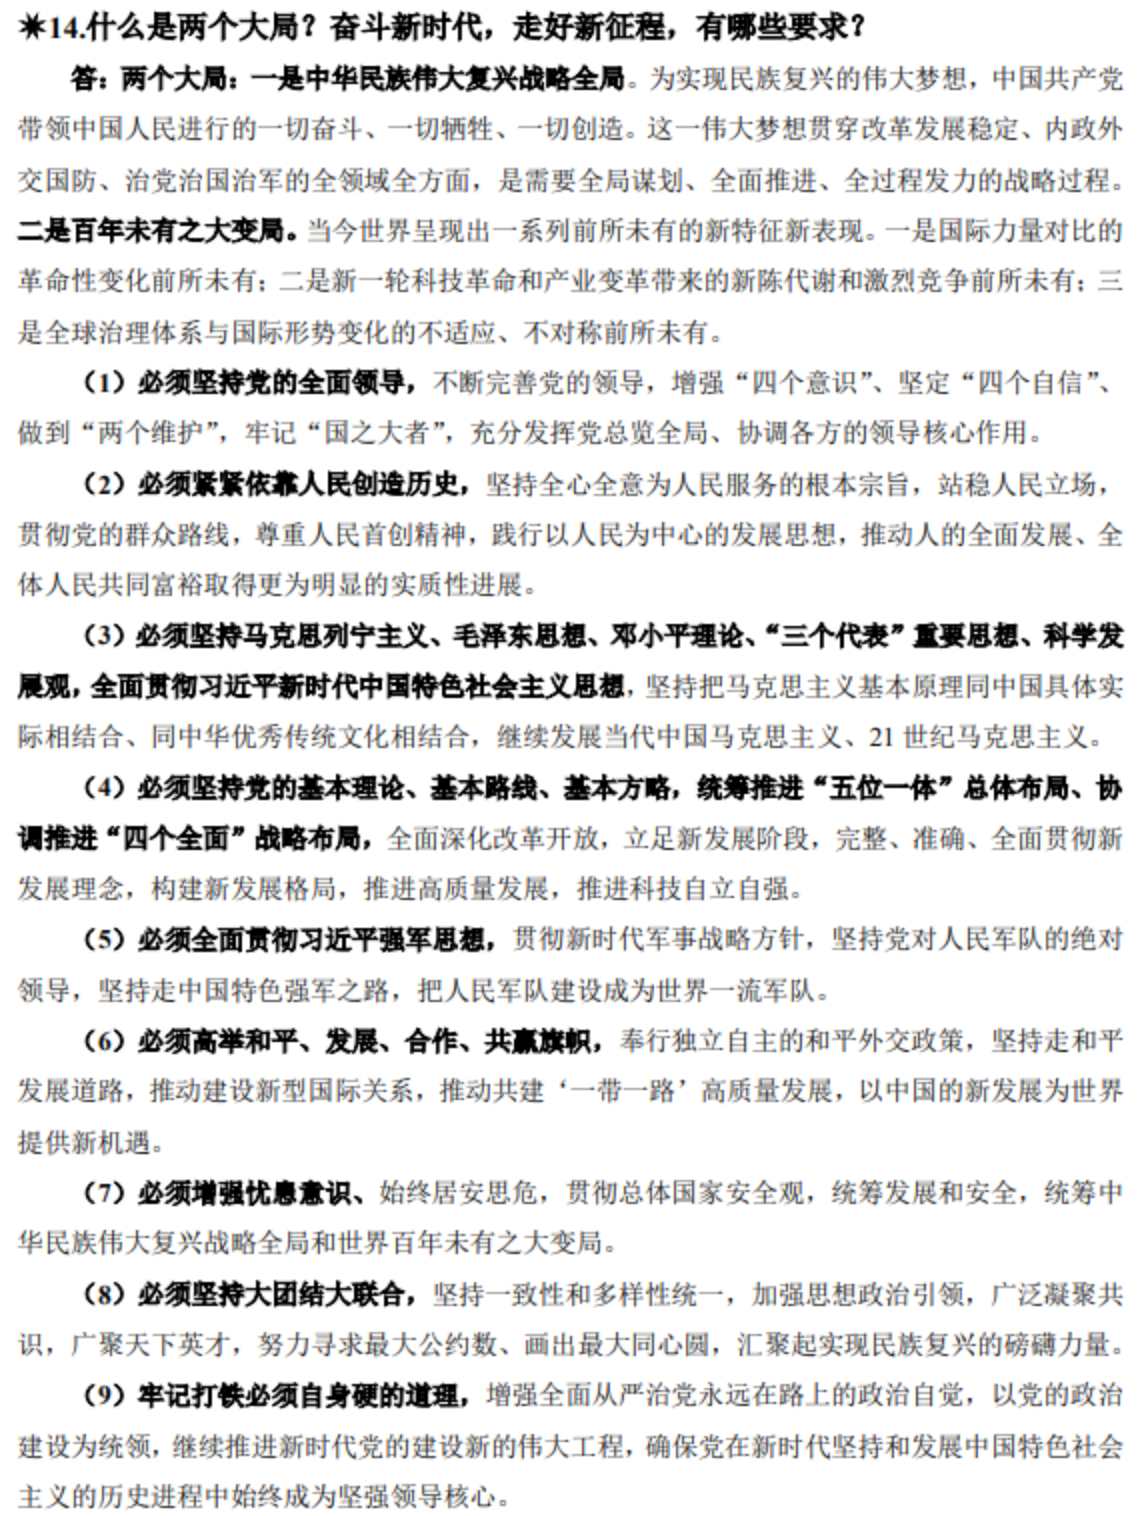 ✷14.什么是两个大局？奋斗新时代，走好新征程，有哪些要求？
答：两个大局：一是中华民族伟大复兴战略全局。为实现民族复兴的伟大梦想，中国共产党
带领中国人民进行的一切奋斗、一切牺牲、一切创造。这一伟大梦想贯穿改革发展稳定、内政外
交国防、治党治国治军的全领域全方面，是需要全局谋划、全面推进、全过程发力的战略过程。
二是百年未有之大变局。当今世界呈现出一系列前所未有的新特征新表现。一是国际力量对比的
革命性变化前所未有；二是新一轮科技革命和产业变革带来的新陈代谢和激烈竞争前所未有；三
是全球治理体系与国际形势变化的不适应、不对称前所未有。
（1）必须坚持党的全面领导，不断完善党的领导，增强“四个意识”、坚定“四个自信”、
做到“两个维护”，牢记“国之大者”，充分发挥党总览全局、协调各方的领导核心作用。
（2）必须紧紧依靠人民创造历史，坚持全心全意为人民服务的根本宗旨，站稳人民立场，
贯彻党的群众路线，尊重人民首创精神，践行以人民为中心的发展思想，推动人的全面发展、全
体人民共同富裕取得更为明显的实质性进展。
（3）必须坚持马克思列宁主义、毛泽东思想、邓小平理论、“三个代表”重要思想、科学发
展观，全面贯彻习近平新时代中国特色社会主义思想，坚持把马克思主义基本原理同中国具体实
际相结合、同中华优秀传统文化相结合，继续发展当代中国马克思主义、21 世纪马克思主义。
（4）必须坚持党的基本理论、基本路线、基本方略，统筹推进“五位一体”总体布局、协
调推进“四个全面”战略布局，全面深化改革开放，立足新发展阶段，完整、准确、全面贯彻新
发展理念，构建新发展格局，推进高质量发展，推进科技自立自强。
（5）必须全面贯彻习近平强军思想，贯彻新时代军事战略方针，坚持党对人民军队的绝对
领导，坚持走中国特色强军之路，把人民军队建设成为世界一流军队。
（6）必须高举和平、发展、合作、共赢旗帜，奉行独立自主的和平外交政策，坚持走和平
发展道路，推动建设新型国际关系，推动共建‘一带一路’高质量发展，以中国的新发展为世界
提供新机遇。
（7）必须增强忧患意识、始终居安思危，贯彻总体国家安全观，统筹发展和安全，统筹中
华民族伟大复兴战略全局和世界百年未有之大变局。
（8）必须坚持大团结大联合，坚持一致性和多样性统一，加强思想政治引领，广泛凝聚共
识，广聚天下英才，努力寻求最大公约数、画出最大同心圆，汇聚起实现民族复兴的磅礴力量。
（9）牢记打铁必须自身硬的道理，增强全面从严治党永远在路上的政治自觉，以党的政治
建设为统领，继续推进新时代党的建设新的伟大工程，确保党在新时代坚持和发展中国特色社会
主义的历史进程中始终成为坚强领导核心。